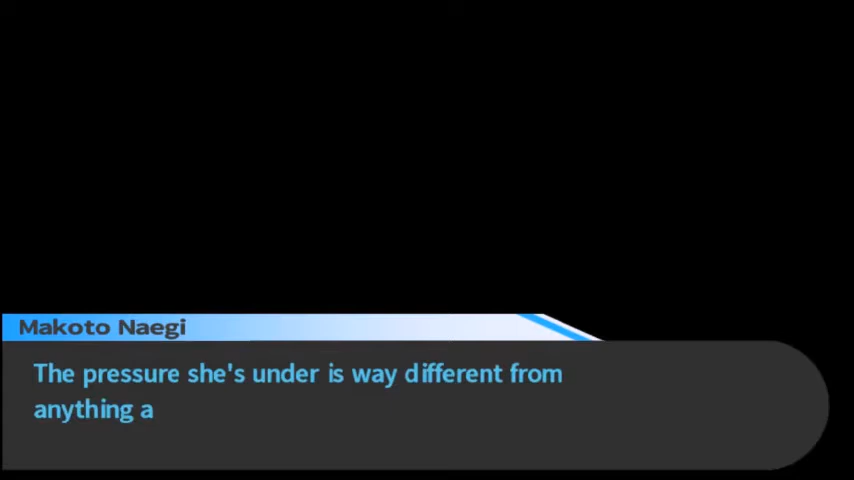 Makoto Naegi
The pressure she's under is way different from
anything a